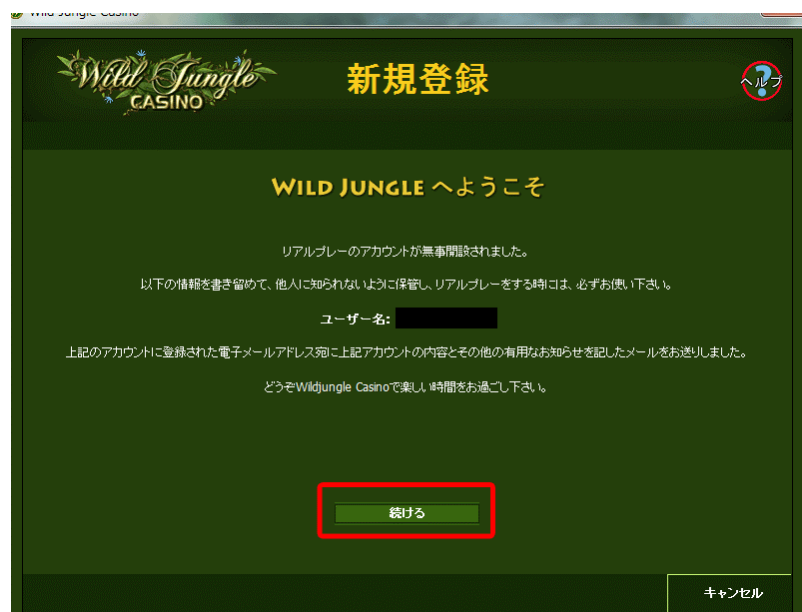 Wild Jungle Casino
Wild Jungle
CASINO
新規登録
ヘルプ
WILD JUNGLE へようこそ
リアルプレーのアカウントが無事開設されました。
以下の情報を書き留めて、他人に知られないように保管し、リアルプレーをする時には、必ずお使い下さい。
ユーザー名:
上記のアカウントに登録された電子メールアドレス宛に上記アカウントの内容とその他の有用なお知らせを記したメールをお送りしました。
どうぞWildjungle Casinoで楽しい時間をお過ごし下さい。
続ける
キャンセル